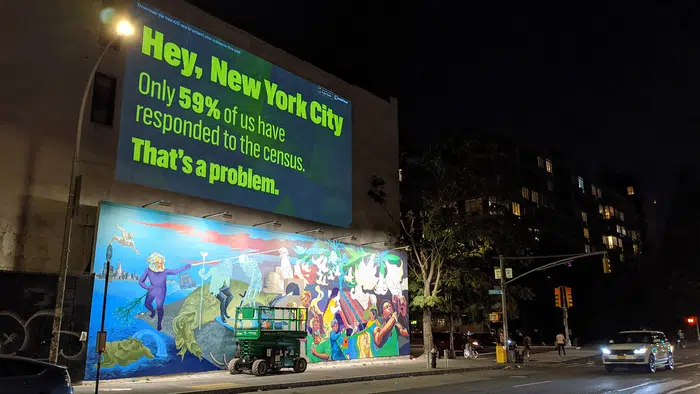 Hey, New York City
Only 59% of us have
responded to the census.
That's a problem.